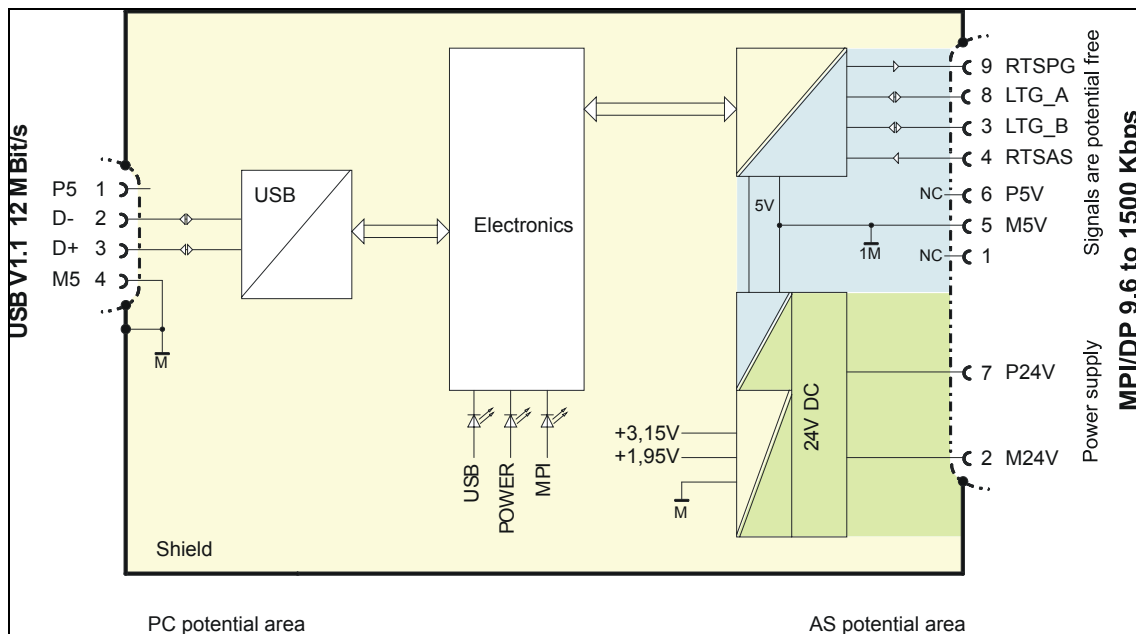 USB V1.1 12 M Bit/s
P5 1
D- 2
D+ 3
M5 4
M
USB
Electronics
USB
POWER
MPI
+3,15V
+1,95V
M
5V
1M
24V DC
9 RTSPG
8 LTG_A
3 LTG_B
4 RTSAS
NC 6 P5V
5 M5V
NC 1
7 P24V
2 M24V
Signals are potential free
Power supply
MPI/DP 9,6 to 1500 Kbps
Shield
PC potential area
AS potential area